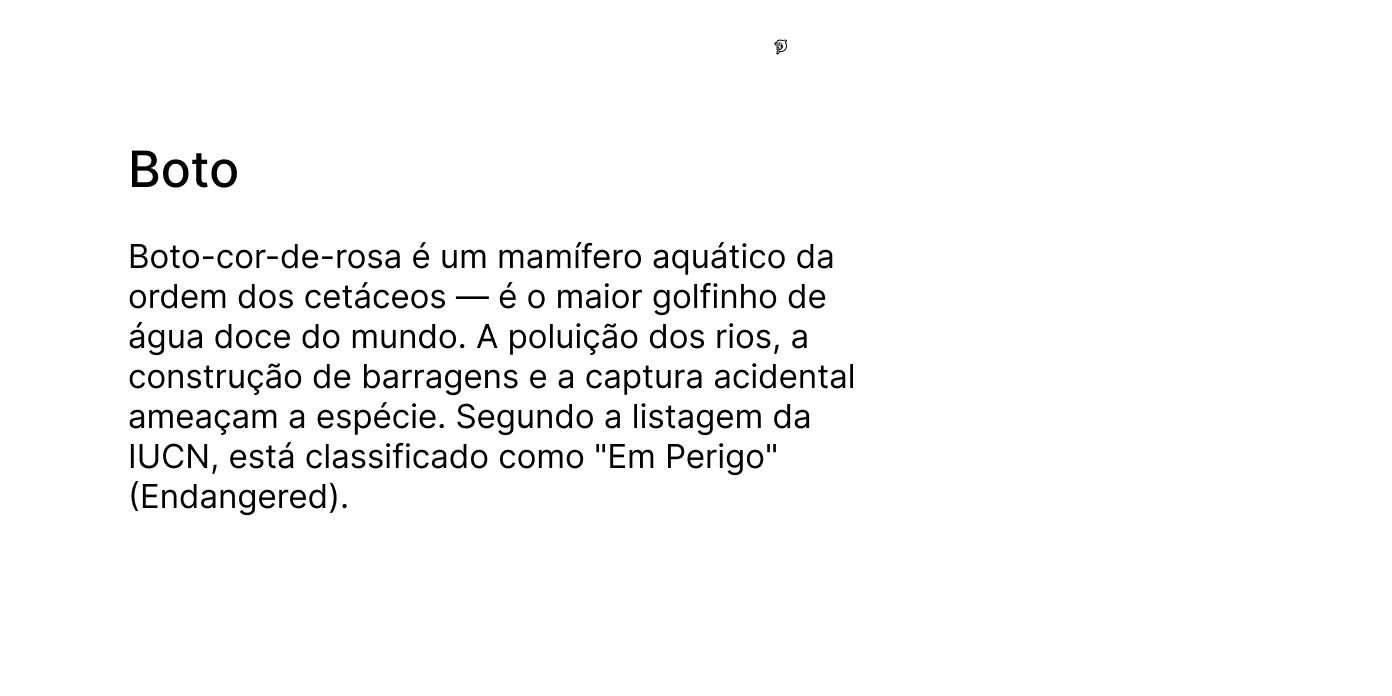 Boto
Boto-cor-de-rosa é um mamífero aquático da
ordem dos cetáceos — é o maior golfinho de
água doce do mundo. A poluição dos rios, a
construção de barragens e a captura acidental
ameaçam a espécie. Segundo a listagem da
IUCN, está classificado como "Em Perigo"
(Endangered).